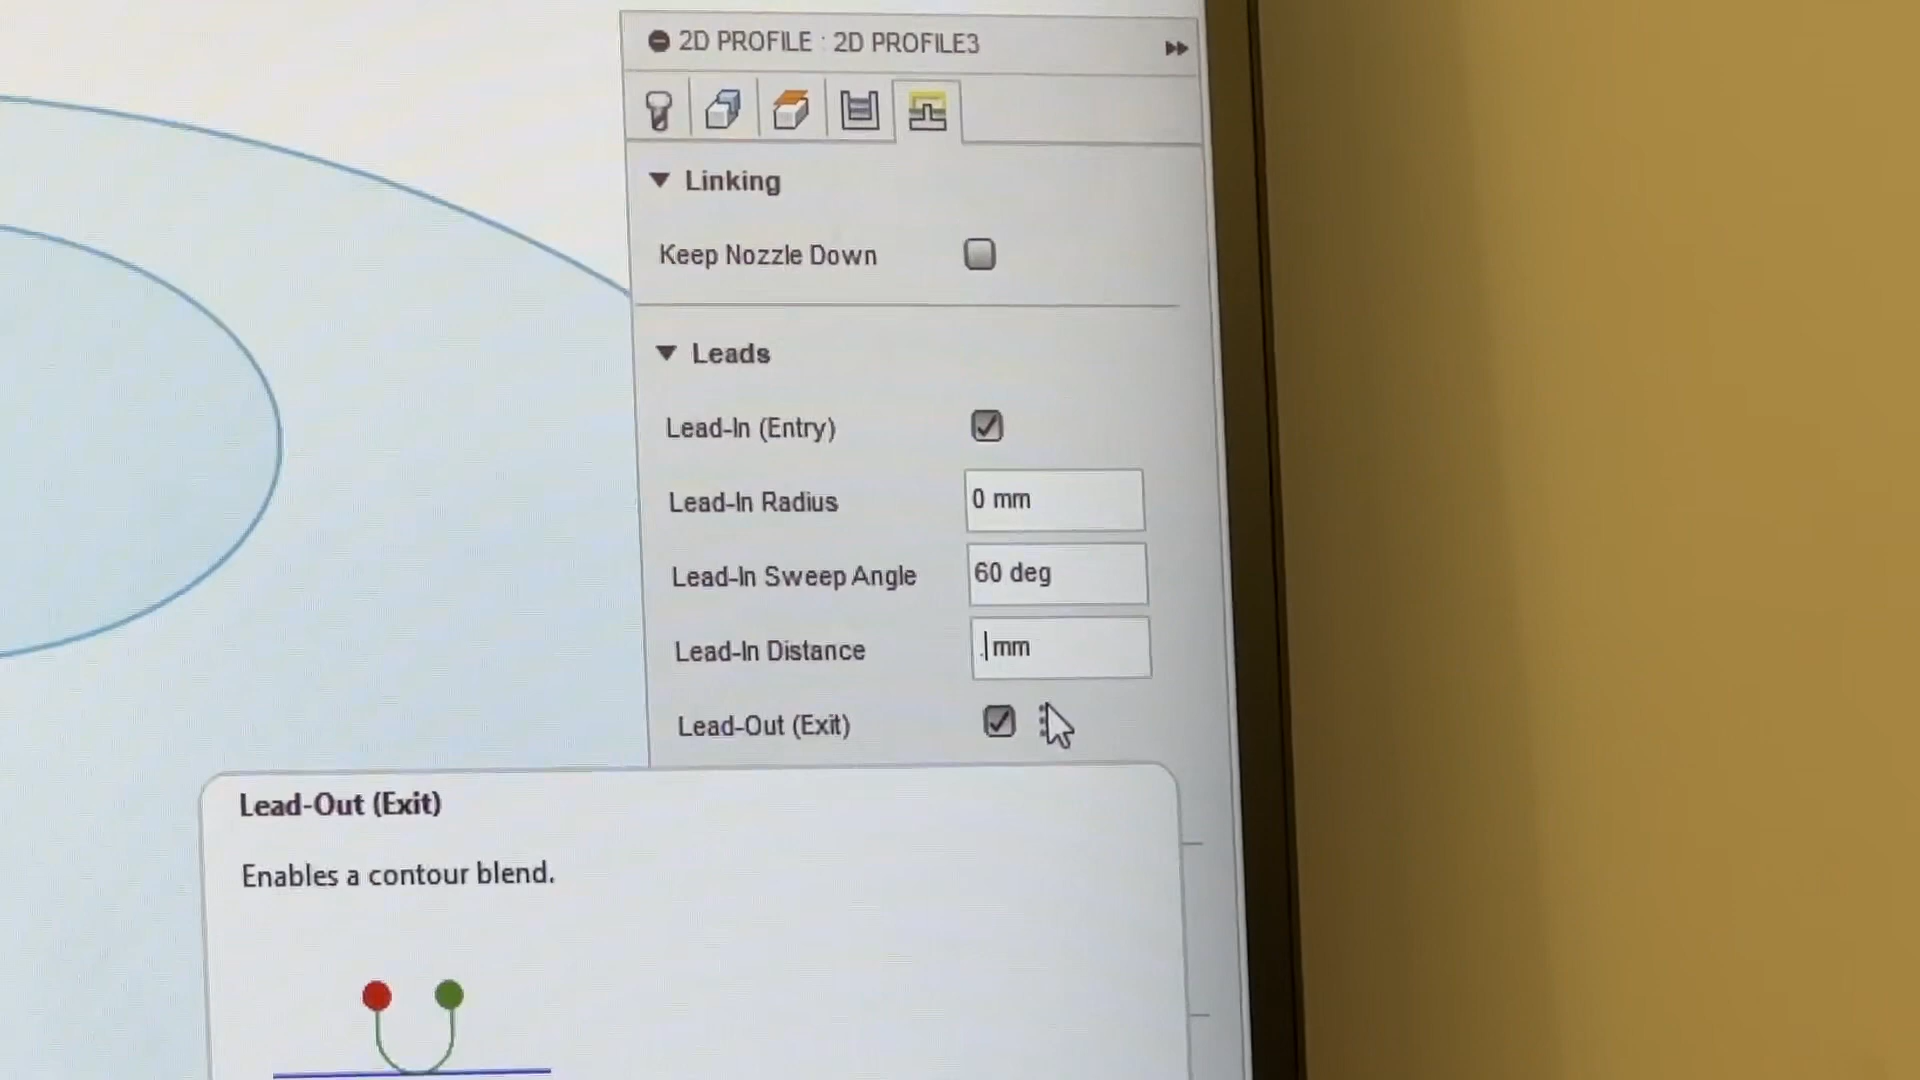 2D PROFILE : 2D PROFILE3
Linking
Keep Nozzle Down
Leads
Lead-In (Entry)
Lead-In Radius 0 mm
Lead-In Sweep Angle 60 deg
Lead-In Distance . mm
Lead-Out (Exit)
Lead-Out (Exit)
Enables a contour blend.